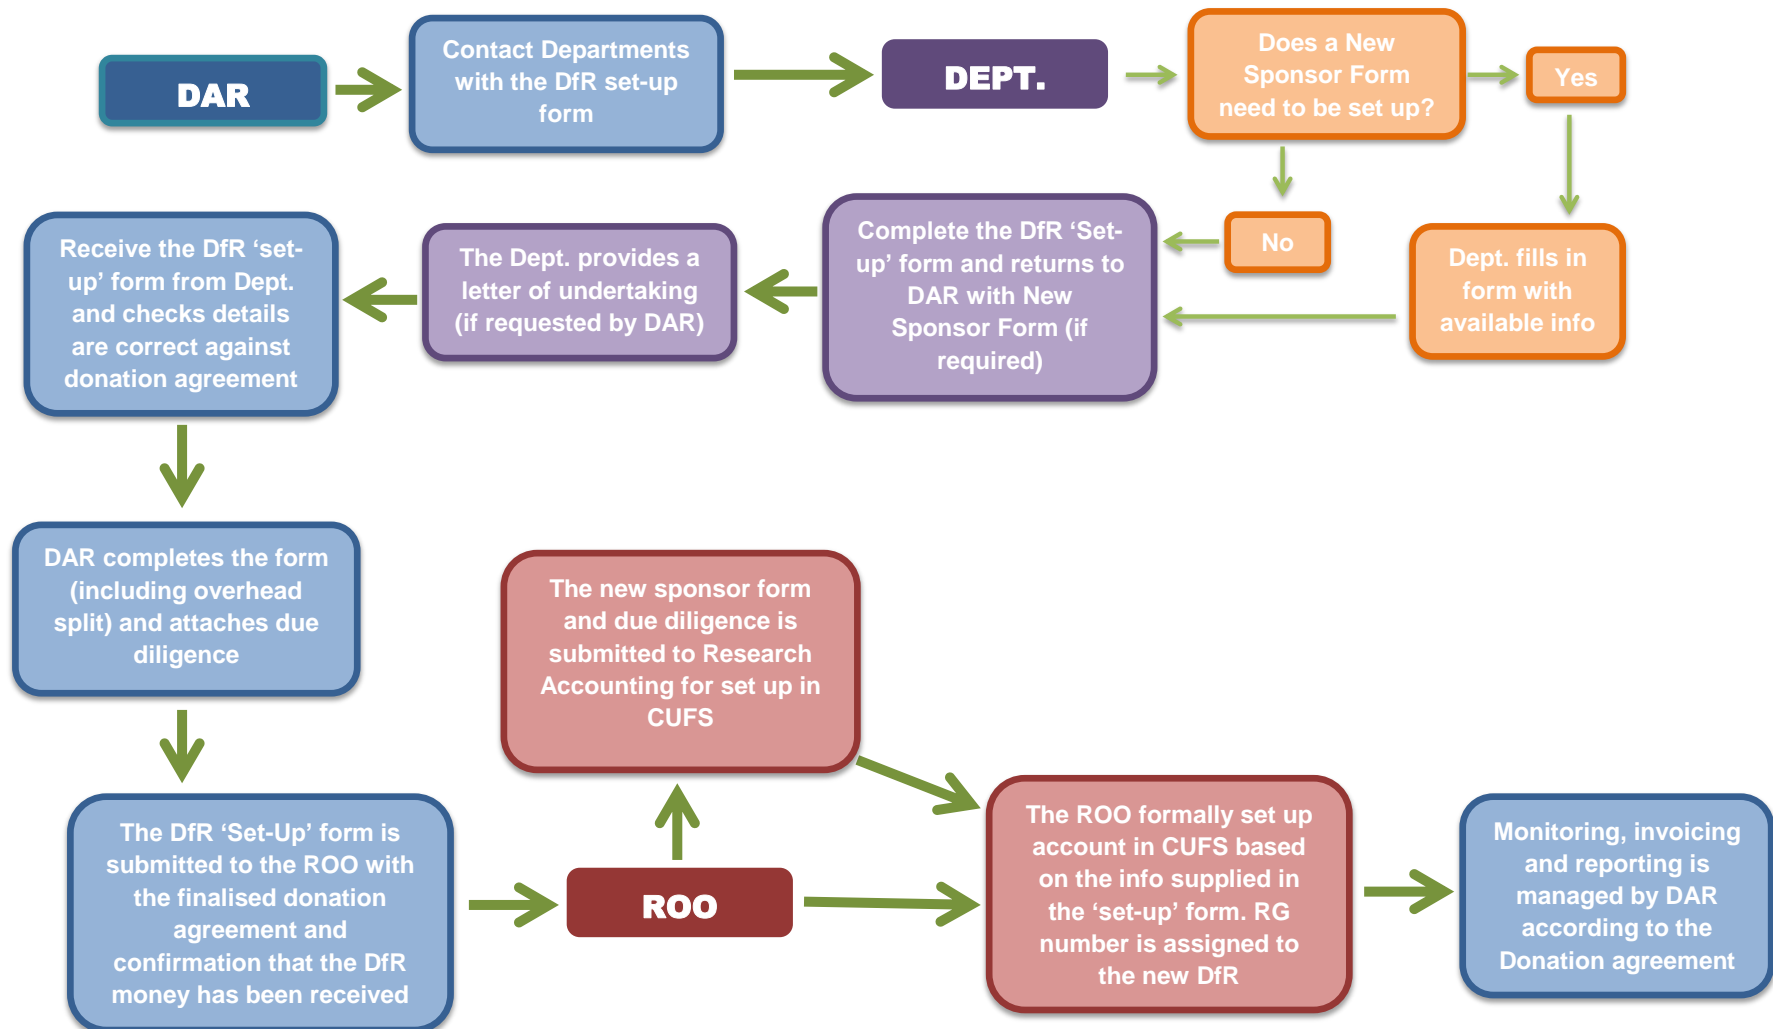 DAR
Contact Departments
with the DfR set-up
form
DEPT.
Does a New
Sponsor Form
need to be set up?
Yes
No
Dept. fills in
form with
available info
Complete the DfR ‘Set-
up’ form and returns to
DAR with New
Sponsor Form (if
required)
The Dept. provides a
letter of undertaking
(if requested by DAR)
Receive the DfR ‘set-
up’ form from Dept.
and checks details
are correct against
donation agreement
DAR completes the form
(including overhead
split) and attaches due
diligence
The DfR ‘Set-Up’ form is
submitted to the ROO with
the finalised donation
agreement and
confirmation that the DfR
money has been received
ROO
The new sponsor form
and due diligence is
submitted to Research
Accounting for set up in
CUFS
The ROO formally set up
account in CUFS based
on the info supplied in
the ‘set-up’ form. RG
number is assigned to
the new DfR
Monitoring, invoicing
and reporting is
managed by DAR
according to the
Donation agreement